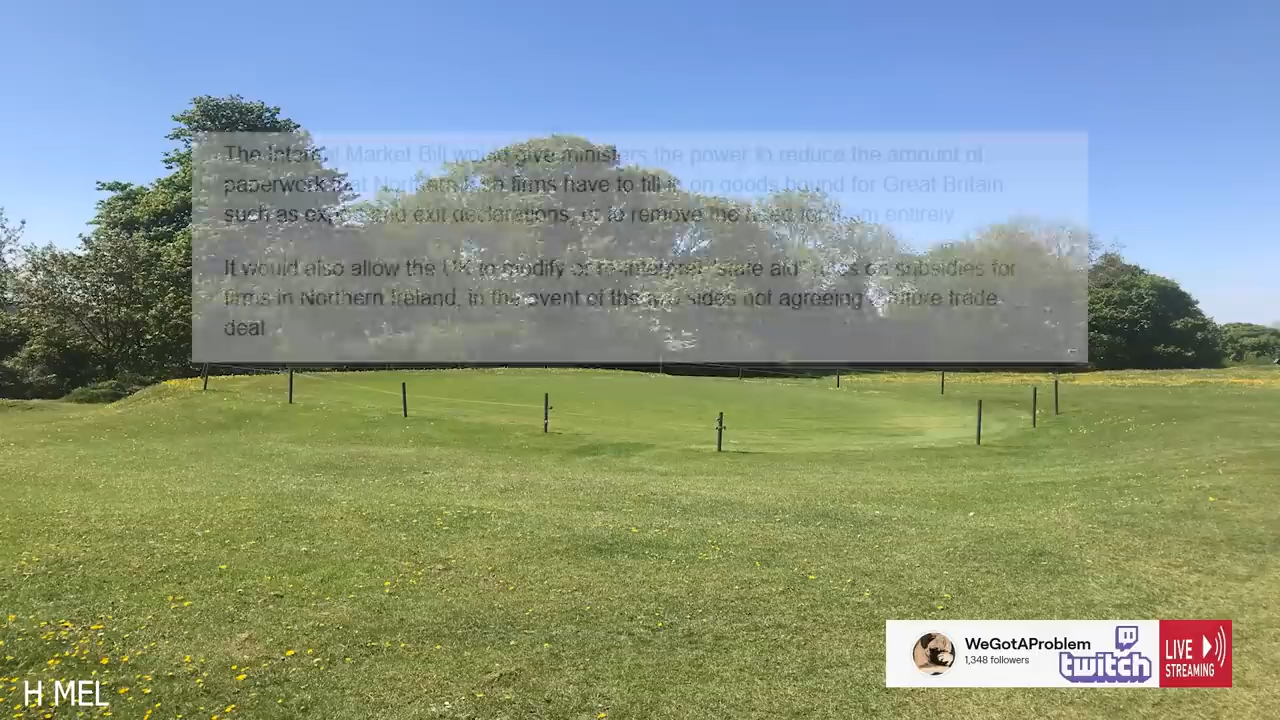 The Internal Market Bill would give ministers the power to reduce the amount of
paperwork that Northern Irish firms have to fill in on goods bound for Great Britain
such as export and exit declarations, or to remove the need for them entirely
It would also allow the UK to modify or re-interpret "state aid" rules on subsidies for
firms in Northern Ireland, in the event of the two sides not agreeing a future trade
deal
WeGotAProblem
1,348 followers
twitch
LIVE
STREAMING
H MEL